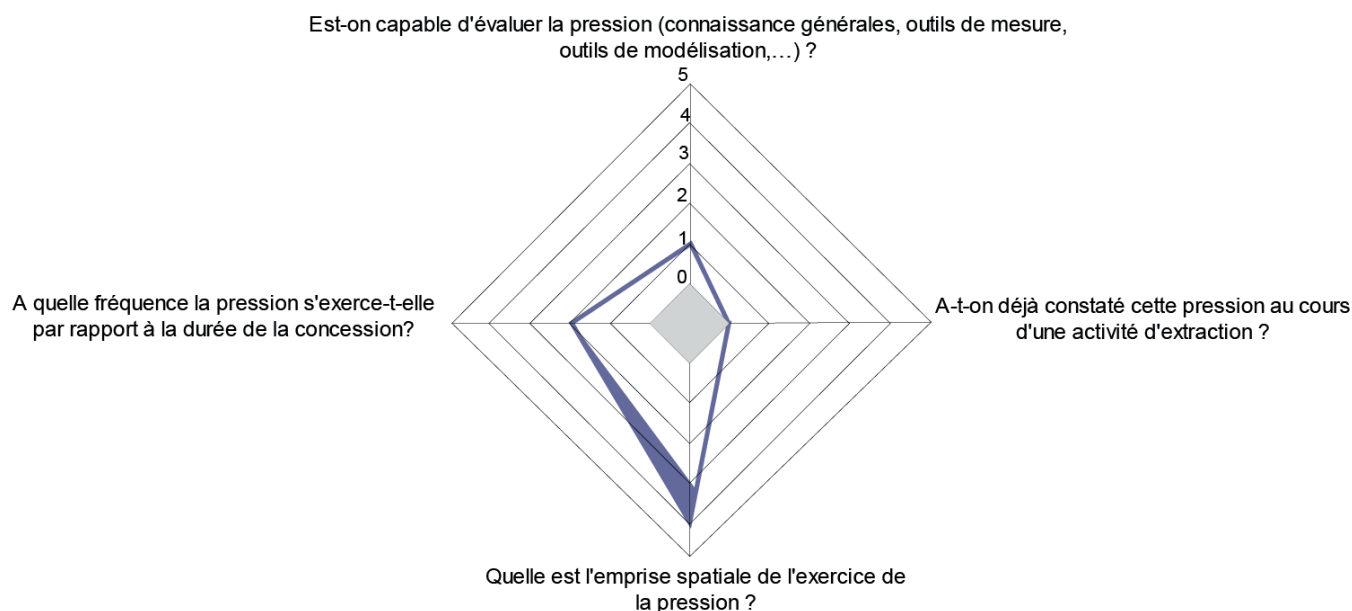 Est-on capable d'évaluer la pression (connaissance générales, outils de mesure,
outils de modélisation,…) ?
5
4
3
2
1
0
A quelle fréquence la pression s'exerce-t-elle
par rapport à la durée de la concession?
A-t-on déjà constaté cette pression au cours
d'une activité d'extraction ?
Quelle est l'emprise spatiale de l'exercice de
la pression ?